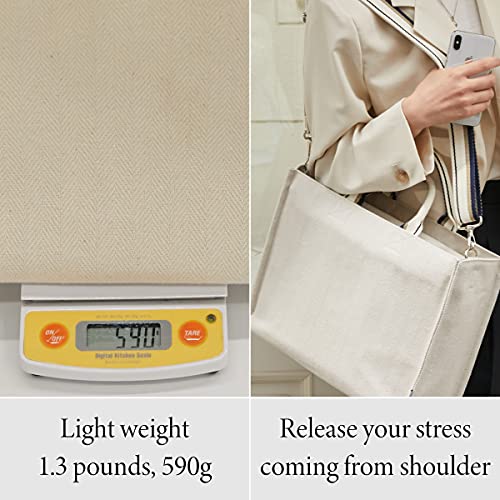 590
ON/
OFF
TARE
Digital Kitchen Scale
Light weight
1.3 pounds, 590g
Release your stress
coming from shoulder